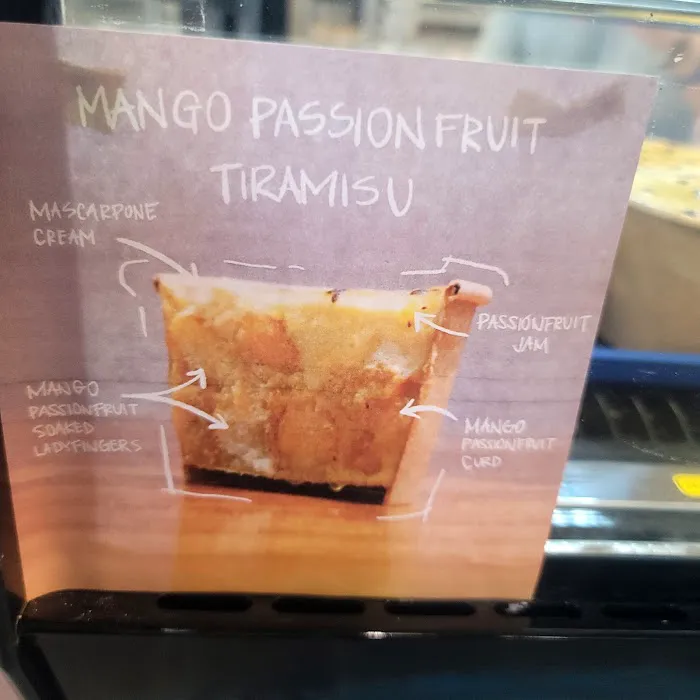 MANGO PASSIONFRUIT
TIRAMISU
MASCARPONE
CREAM
PASSIONFRUIT
JAM
MANGO
PASSIONFRUIT
SOAKED
LADYFINGERS
MANGO
PASSIONFRUIT
CURD